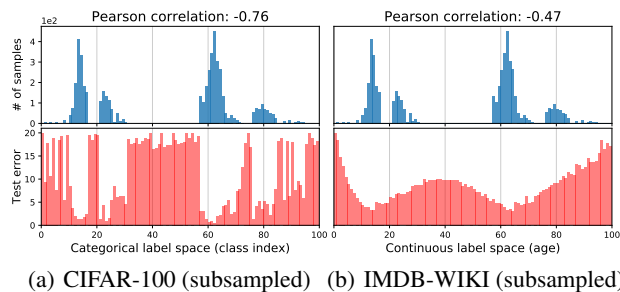 Pearson correlation: -0.76
Pearson correlation: -0.47
1e2
# of samples
4
2
0
20
15
10
5
0
Test error
0 20 40 60 80 100
0 20 40 60 80 100
Categorical label space (class index)
Continuous label space (age)
(a) CIFAR-100 (subsampled) (b) IMDB-WIKI (subsampled)